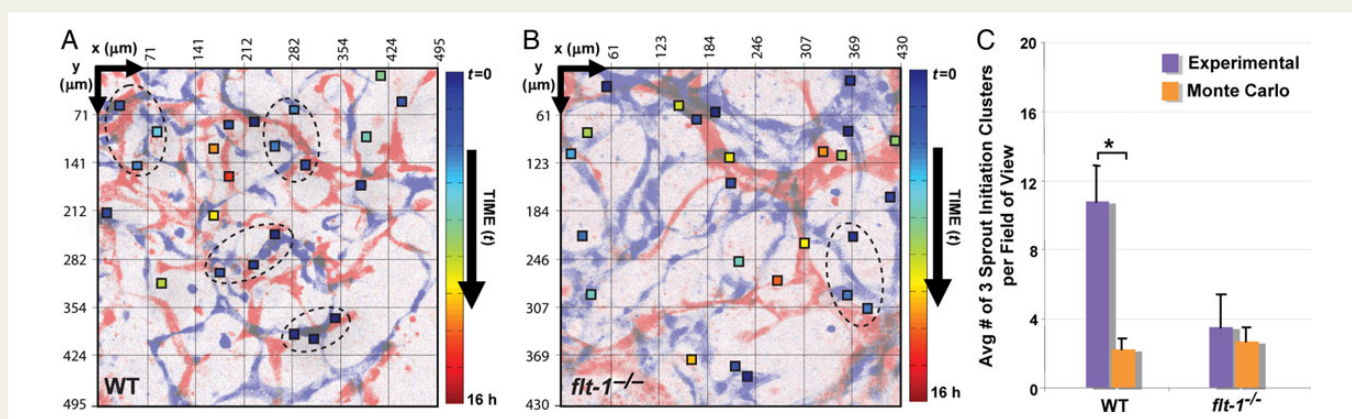 A
x (μm)
71
141
212
282
354
424
495
y
(μm)
71
141
212
282
354
424
495
WT
t=0
TIME (t)
16 h
B
x (μm)
61
123
184
246
307
369
430
y
(μm)
61
123
184
246
307
369
430
flt-1⁻/⁻
t=0
TIME (t)
16 h
C
Avg # of 3 Sprout Initiation Clusters
per Field of View
20
16
12
8
4
0
Experimental
Monte Carlo
*
WT
flt-1⁻/⁻